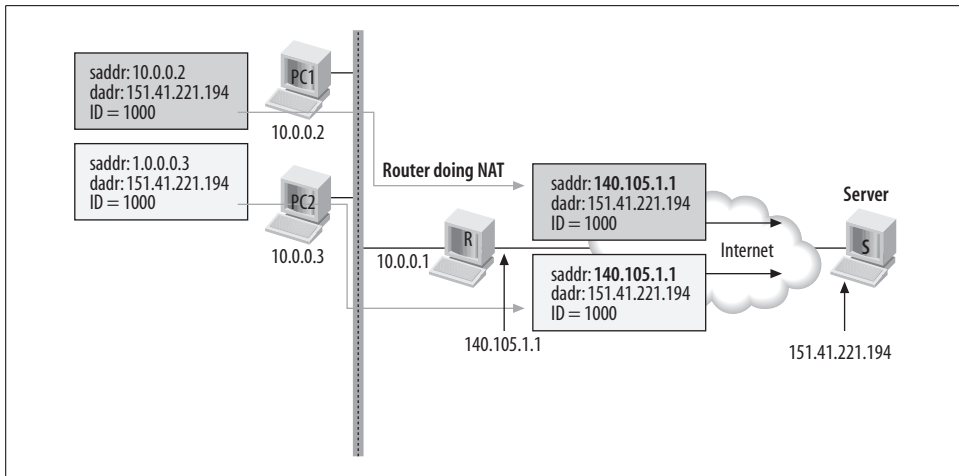 saddr: 10.0.0.2
dadr: 151.41.221.194
ID = 1000
PC1
10.0.0.2
saddr: 1.0.0.0.3
dadr: 151.41.221.194
ID = 1000
PC2
10.0.0.3
Router doing NAT
R
10.0.0.1
140.105.1.1
saddr: 140.105.1.1
dadr: 151.41.221.194
ID = 1000
Internet
saddr: 140.105.1.1
dadr: 151.41.221.194
ID = 1000
Server
S
151.41.221.194